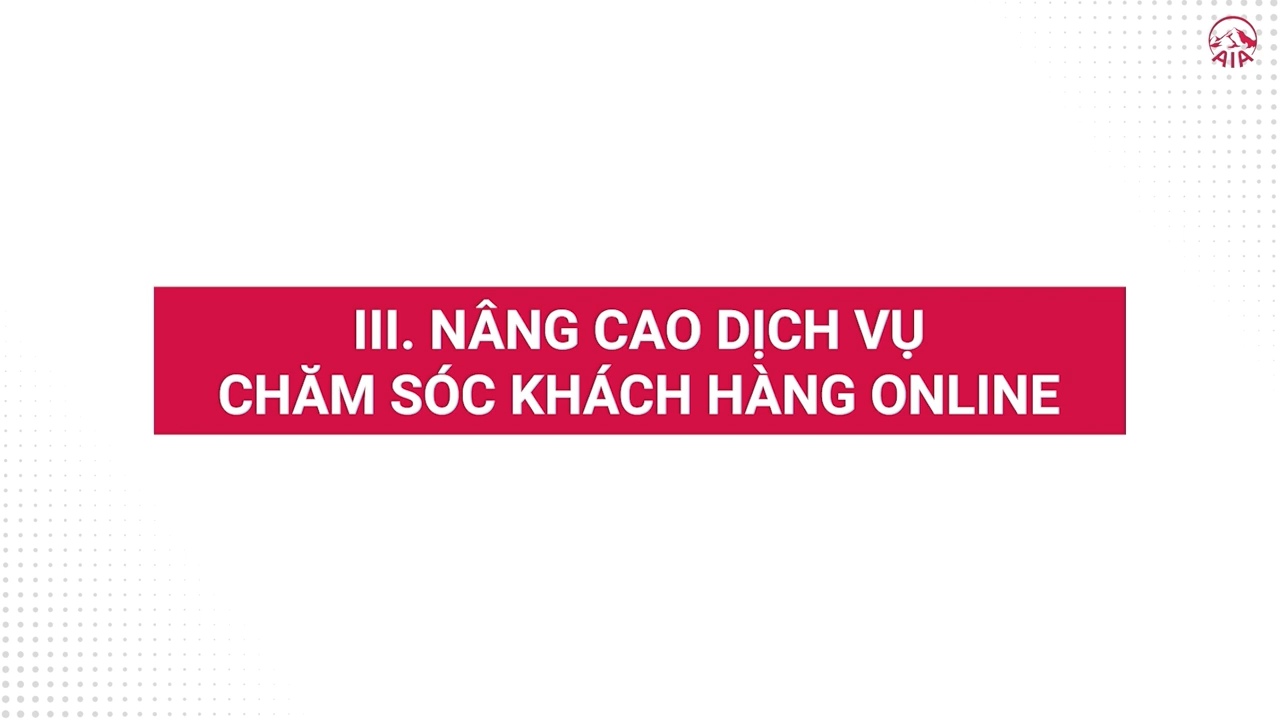 AIA
III. NÂNG CAO DỊCH VỤ
CHĂM SÓC KHÁCH HÀNG ONLINE